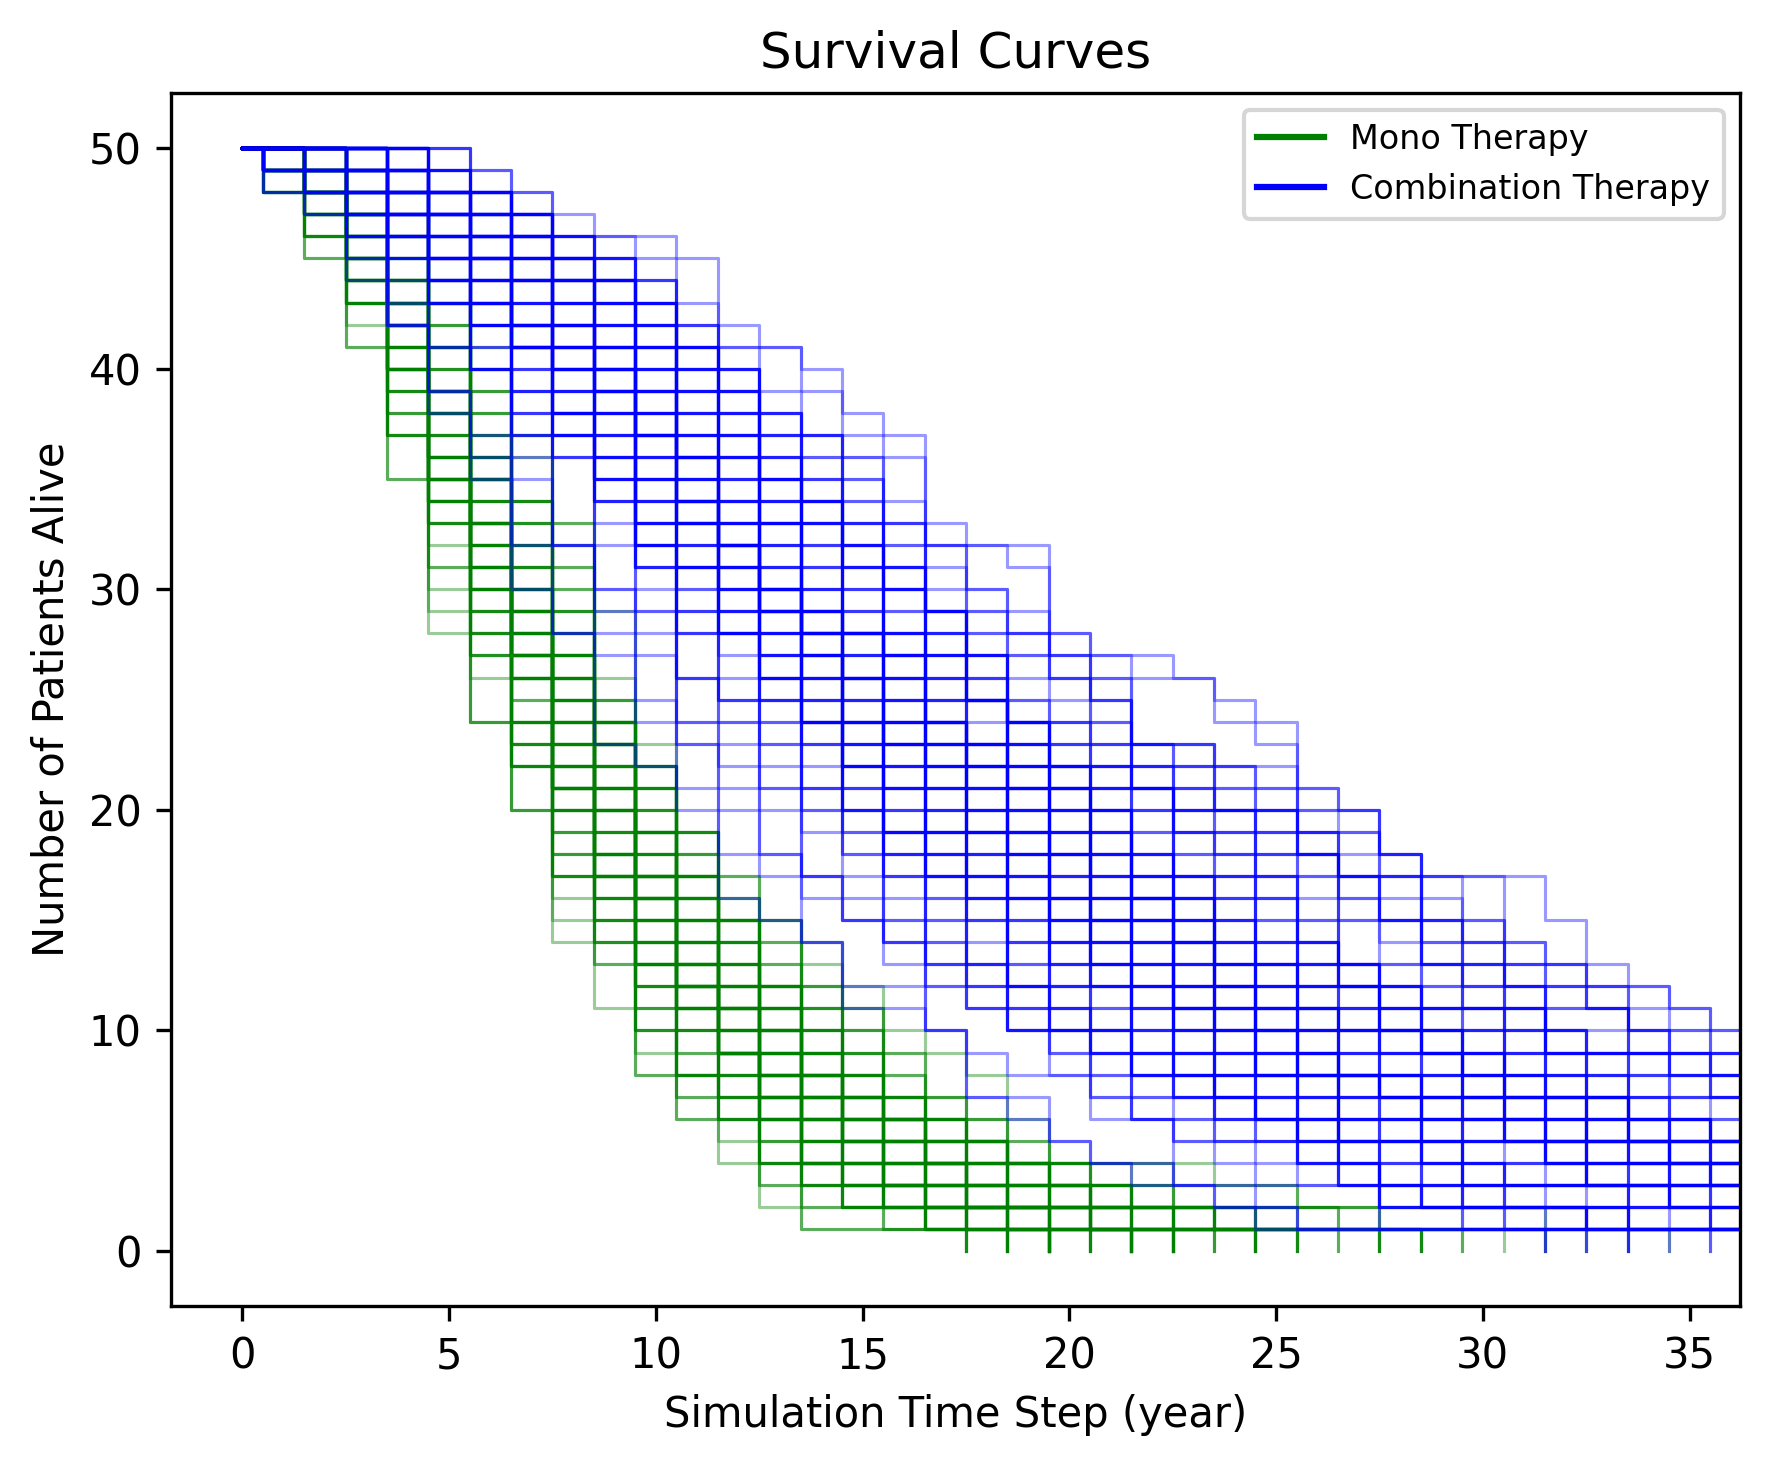 Survival Curves
Mono Therapy
Combination Therapy
Number of Patients Alive
50
40
30
20
10
0
0 5 10 15 20 25 30 35
Simulation Time Step (year)